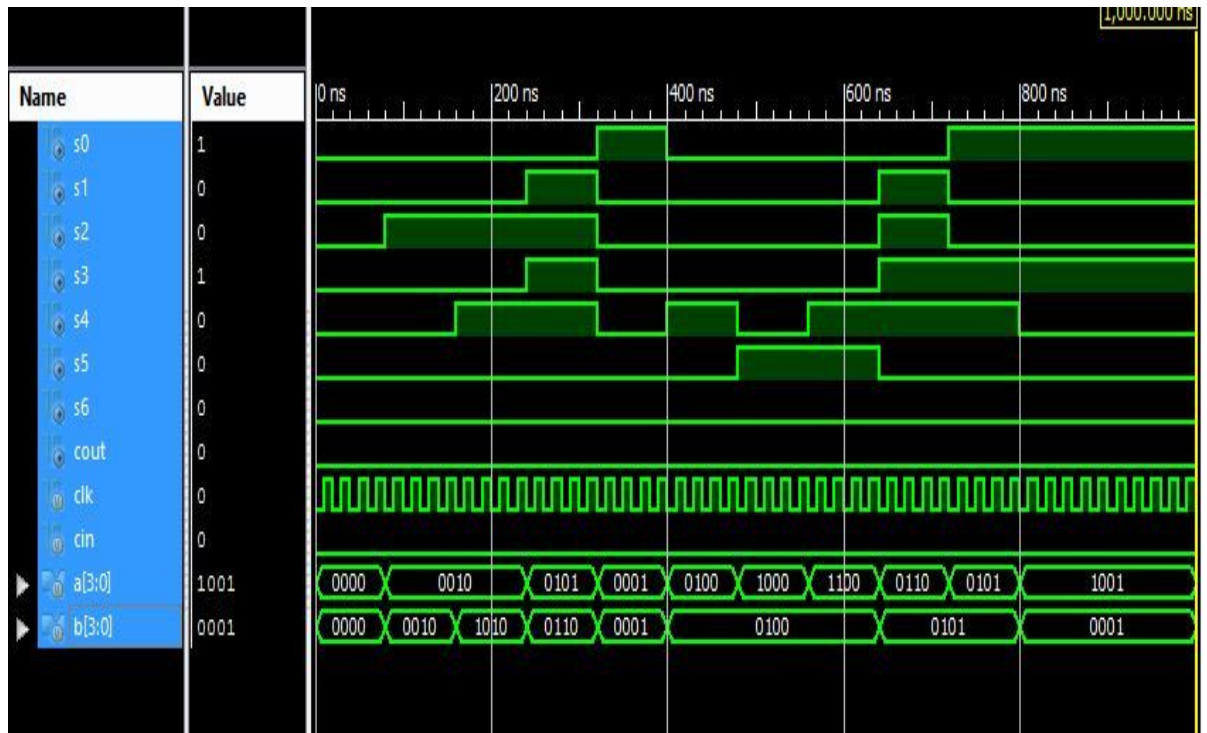 1,000.000 ns
Name Value 0 ns 200 ns 400 ns 600 ns 800 ns
s0 1
s1 0
s2 0
s3 1
s4 0
s5 0
s6 0
cout 0
clk 0
cin 0
a[3:0] 1001 0000 0010 0101 0001 0100 1000 1100 0110 0101 1001
b[3:0] 0001 0000 0010 1010 0110 0001 0100 0101 0001